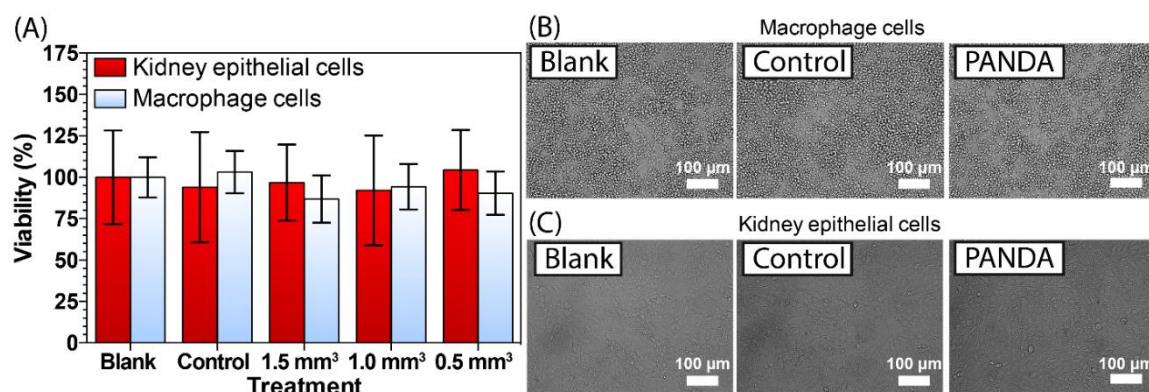 (A)
175
150
125
100
75
50
25
0
Viability (%)
Kidney epithelial cells
Macrophage cells
Blank Control 1.5 mm³ 1.0 mm³ 0.5 mm³
Treatment
(B)
Macrophage cells
Blank Control PANDA
100 µm 100 µm 100 µm
(C)
Kidney epithelial cells
Blank Control PANDA
100 µm 100 µm 100 µm